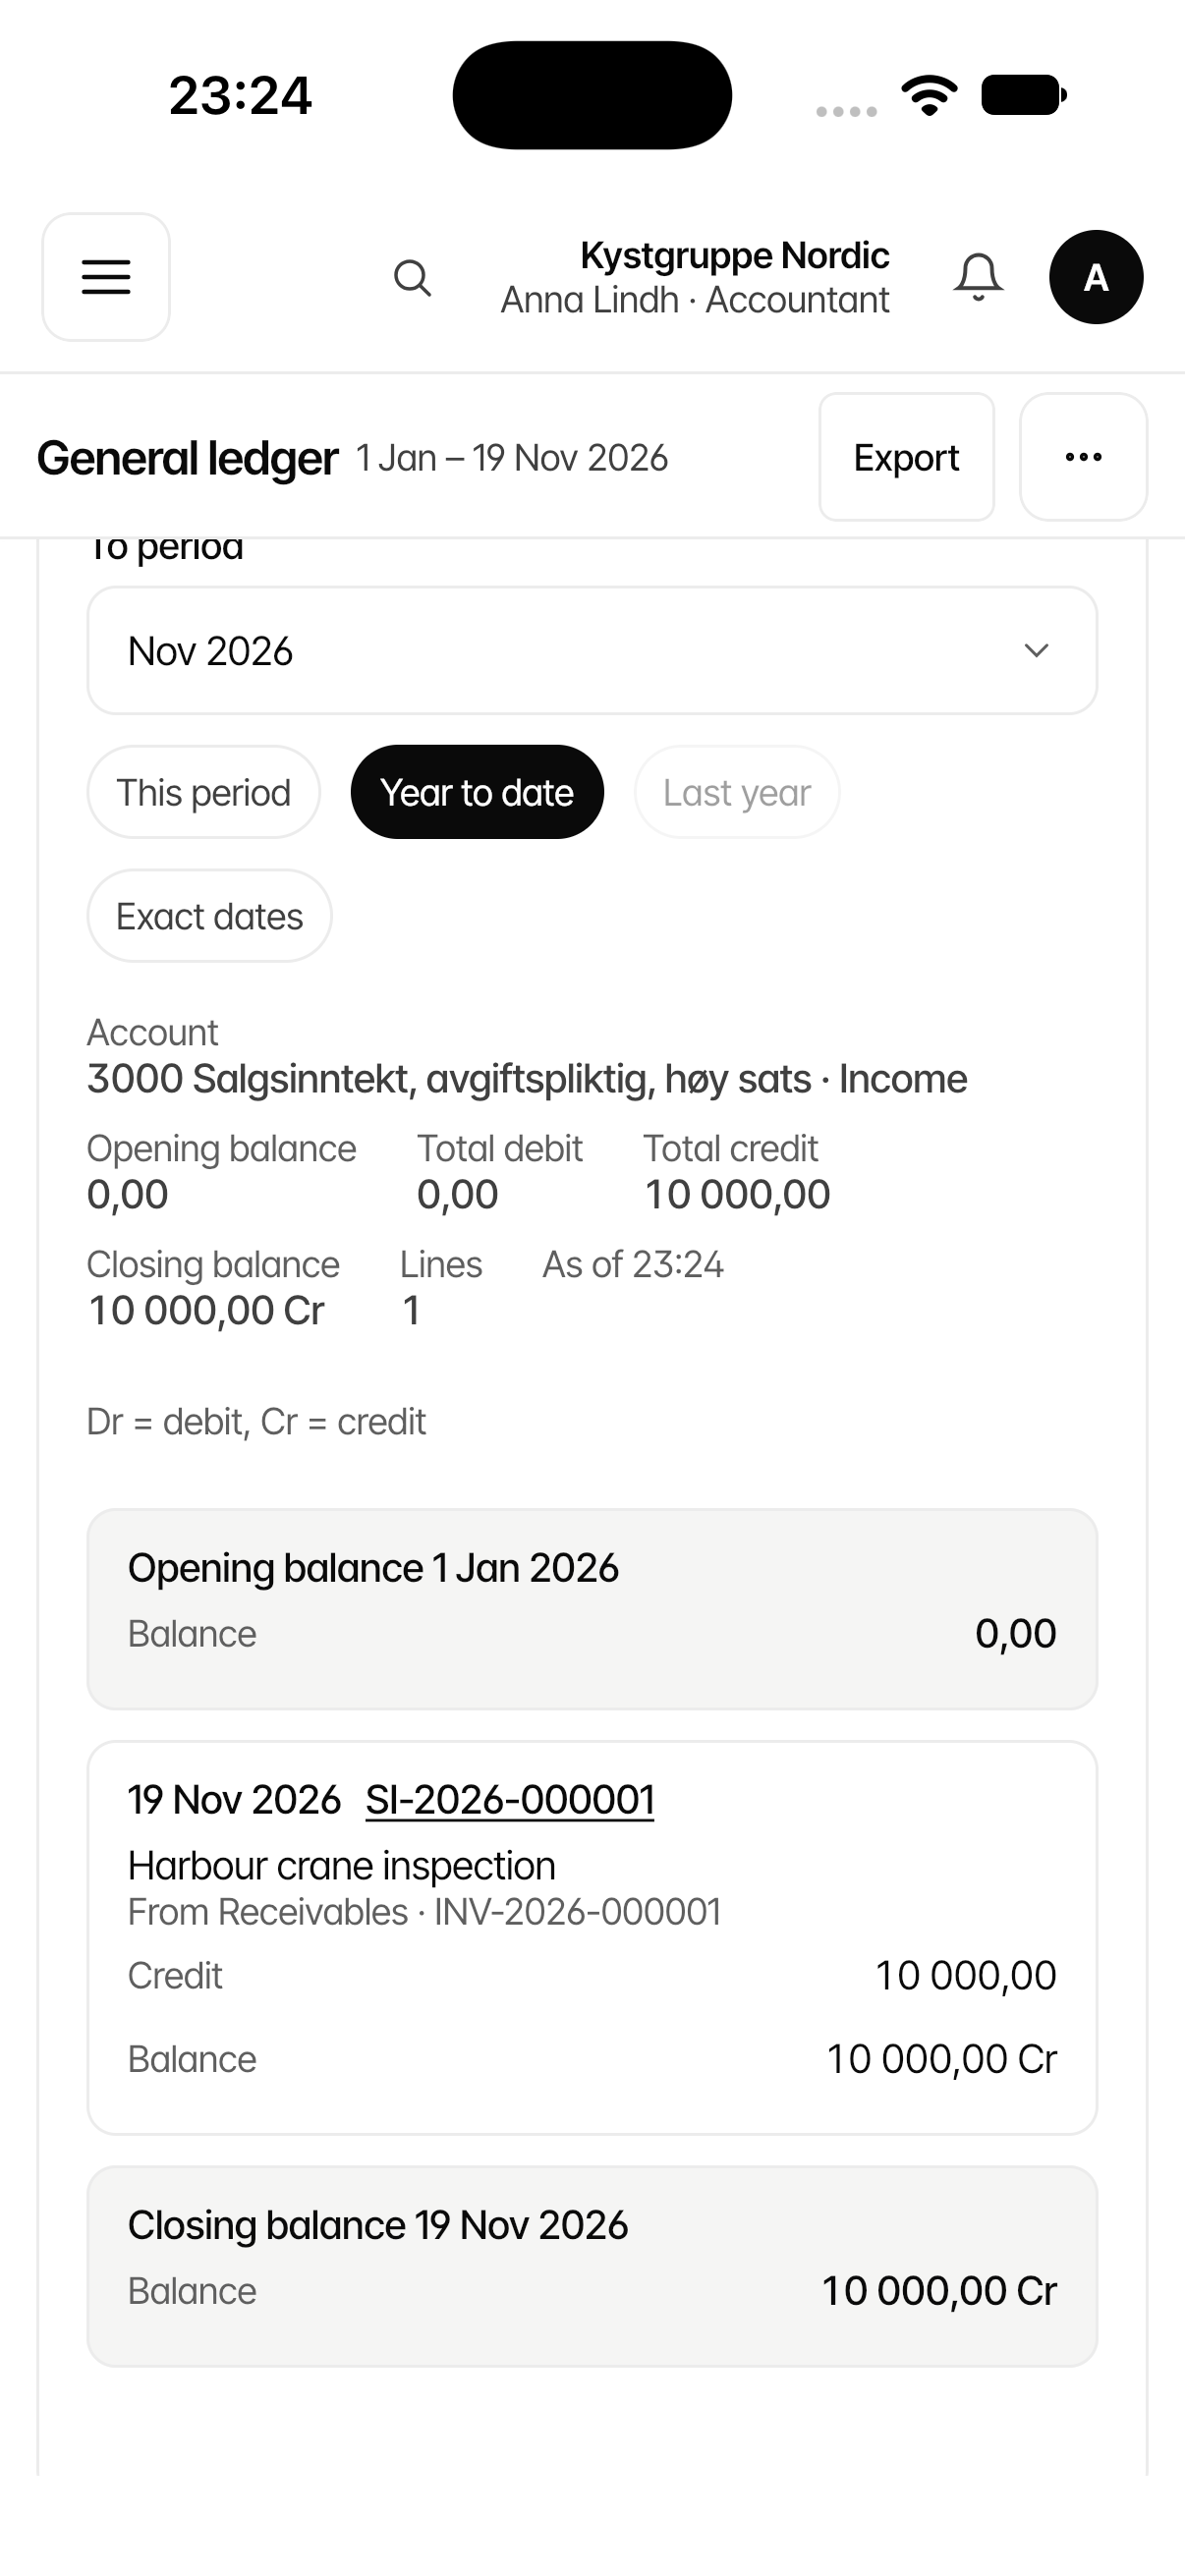 23:24
Kystgruppe Nordic
Anna Lindh · Accountant
A
General ledger 1 Jan – 19 Nov 2026
Export
To period
Nov 2026
This period
Year to date
Last year
Exact dates
Account
3000 Salgsinntekt, avgiftspliktig, høy sats · Income
Opening balance Total debit Total credit
0,00 0,00 10 000,00
Closing balance Lines As of 23:24
10 000,00 Cr 1
Dr = debit, Cr = credit
Opening balance 1 Jan 2026
Balance 0,00
19 Nov 2026 SI-2026-000001
Harbour crane inspection
From Receivables · INV-2026-000001
Credit 10 000,00
Balance 10 000,00 Cr
Closing balance 19 Nov 2026
Balance 10 000,00 Cr